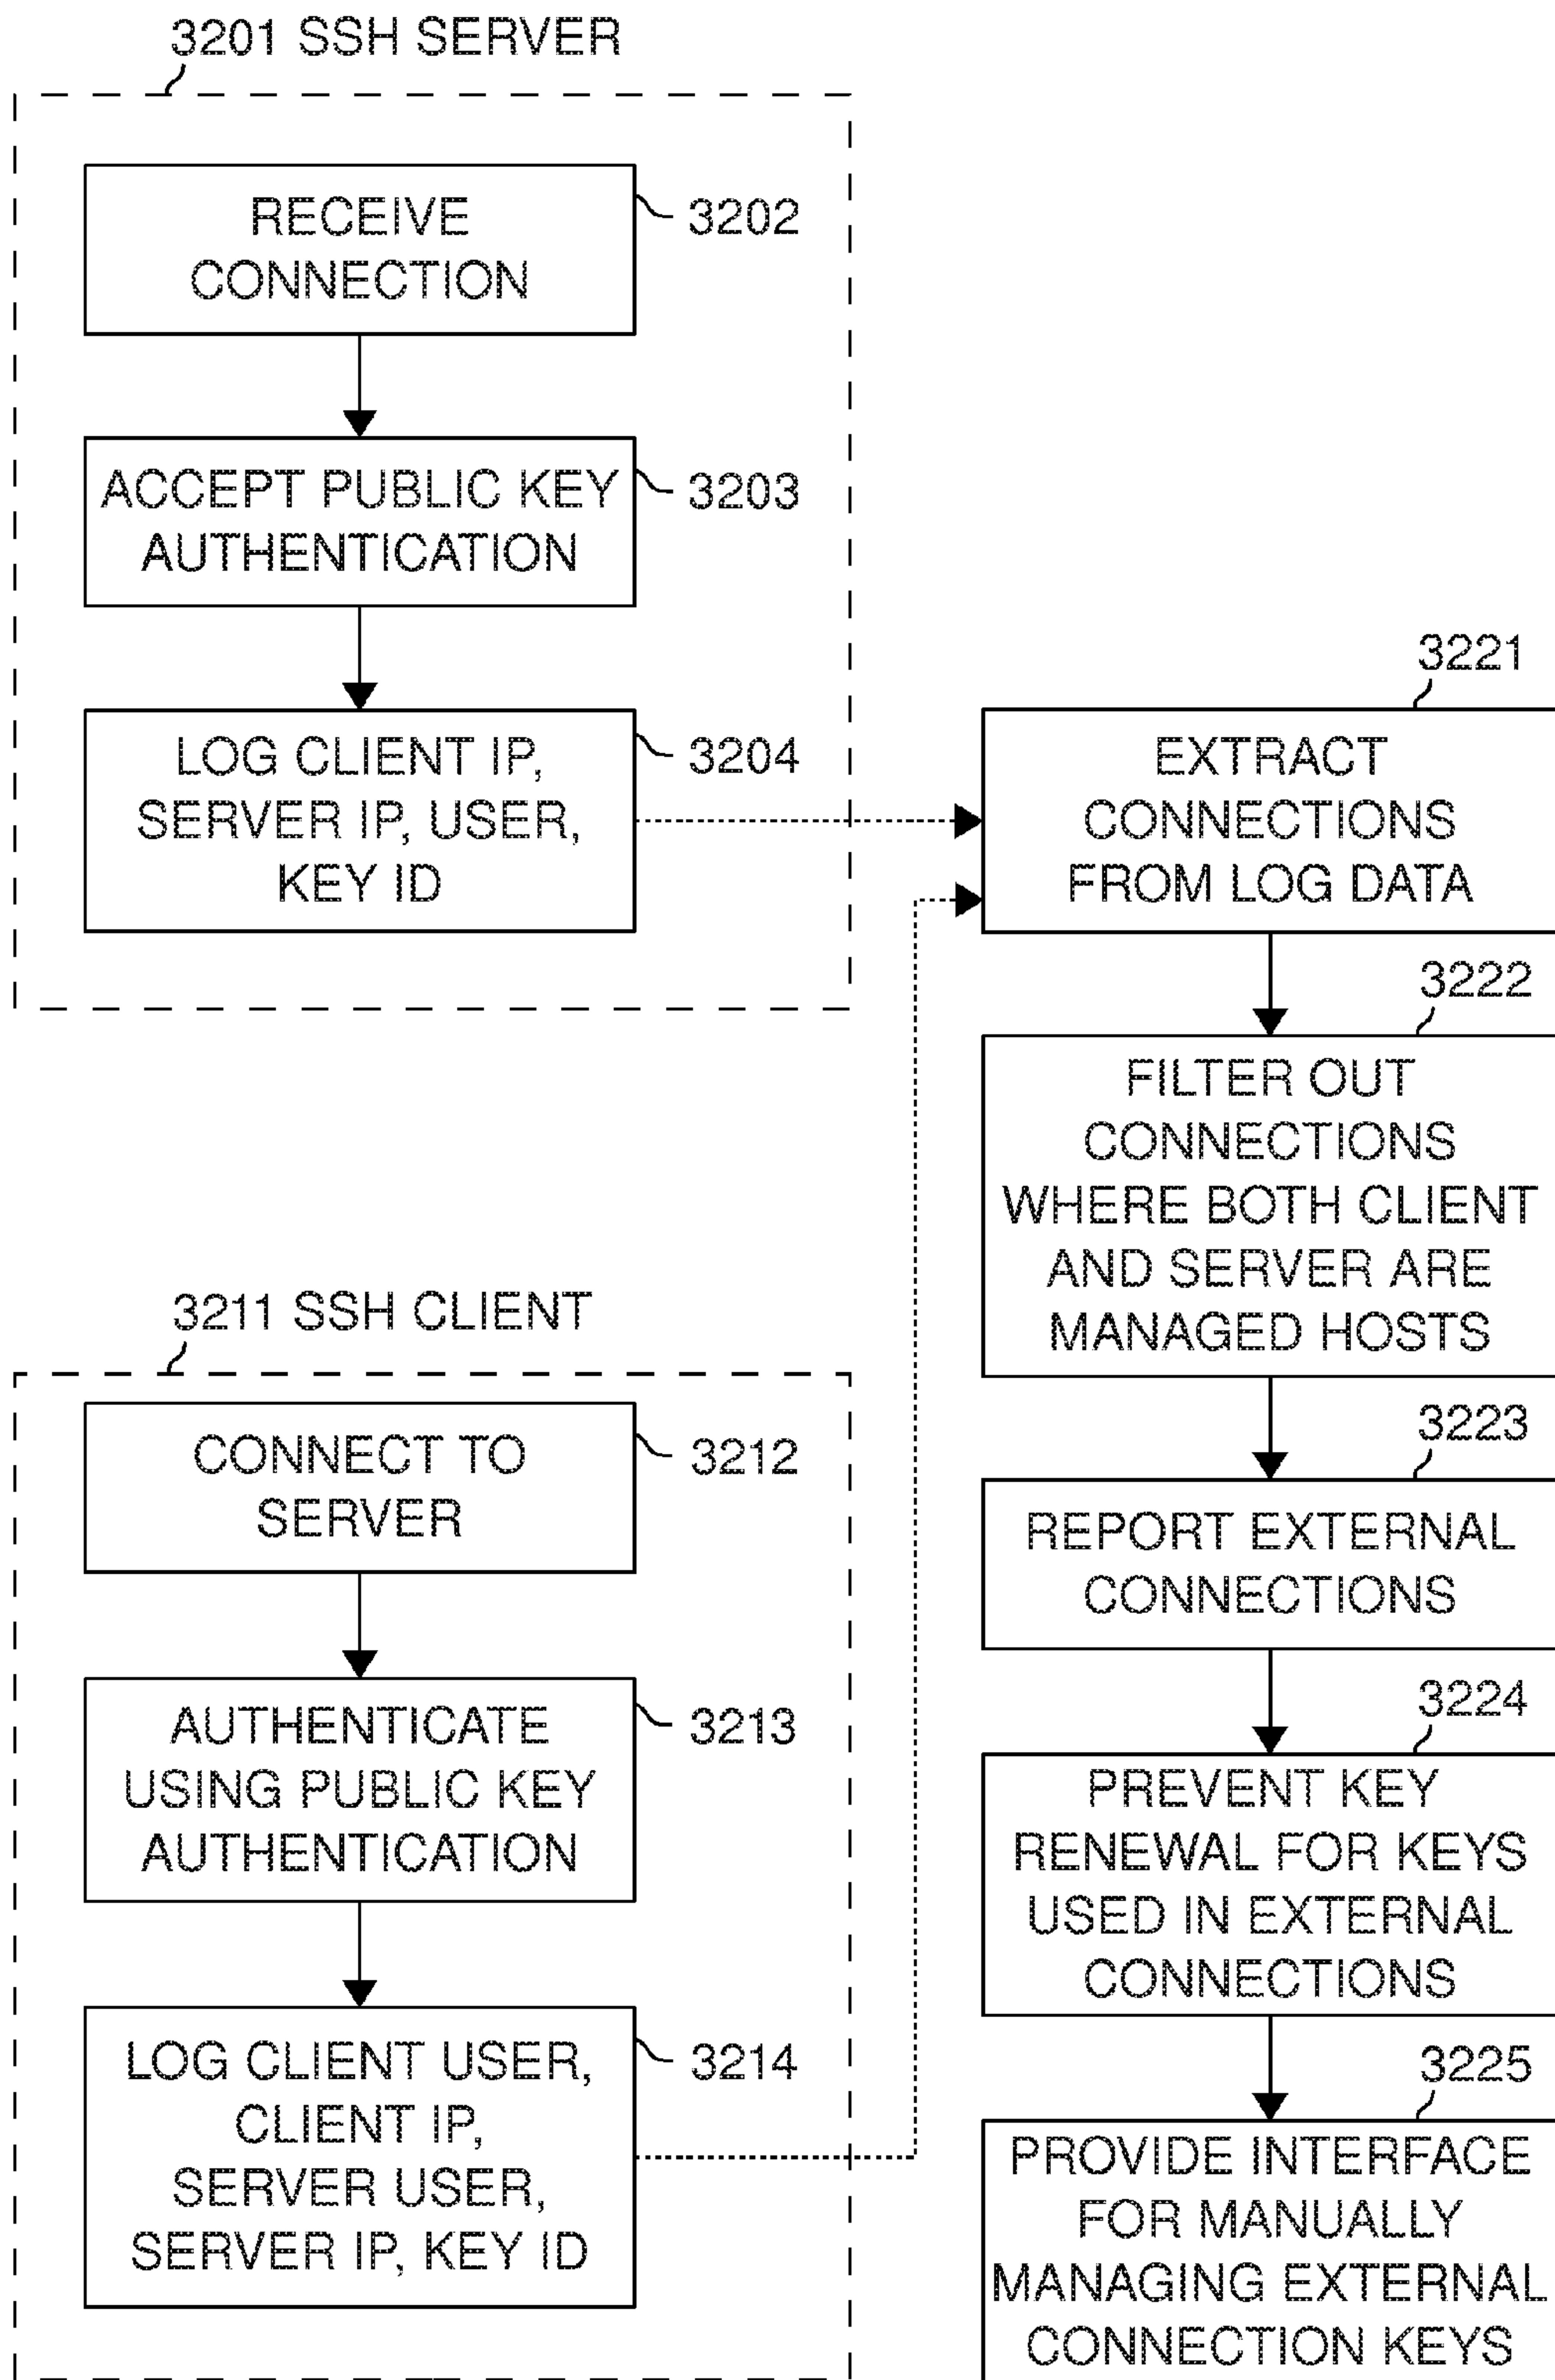 3201 SSH SERVER
RECEIVE
CONNECTION
3202
ACCEPT PUBLIC KEY
AUTHENTICATION
3203
LOG CLIENT IP,
SERVER IP, USER,
KEY ID
3204
3211 SSH CLIENT
CONNECT TO
SERVER
3212
AUTHENTICATE
USING PUBLIC KEY
AUTHENTICATION
3213
LOG CLIENT USER,
CLIENT IP,
SERVER USER,
SERVER IP, KEY ID
3214
3221
EXTRACT
CONNECTIONS
FROM LOG DATA
3222
FILTER OUT
CONNECTIONS
WHERE BOTH CLIENT
AND SERVER ARE
MANAGED HOSTS
3223
REPORT EXTERNAL
CONNECTIONS
3224
PREVENT KEY
RENEWAL FOR KEYS
USED IN EXTERNAL
CONNECTIONS
3225
PROVIDE INTERFACE
FOR MANUALLY
MANAGING EXTERNAL
CONNECTION KEYS